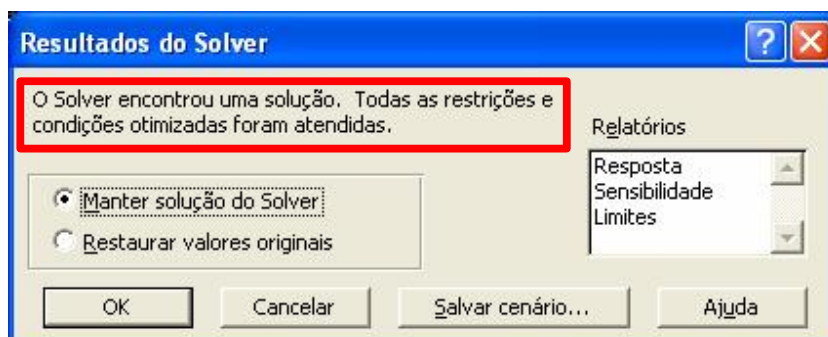 Resultados do Solver
O Solver encontrou uma solução. Todas as restrições e
condições otimizadas foram atendidas.
Relatórios
Resposta
Sensibilidade
Limites
Manter solução do Solver
Restaurar valores originais
OK
Cancelar
Salvar cenário...
Ajuda